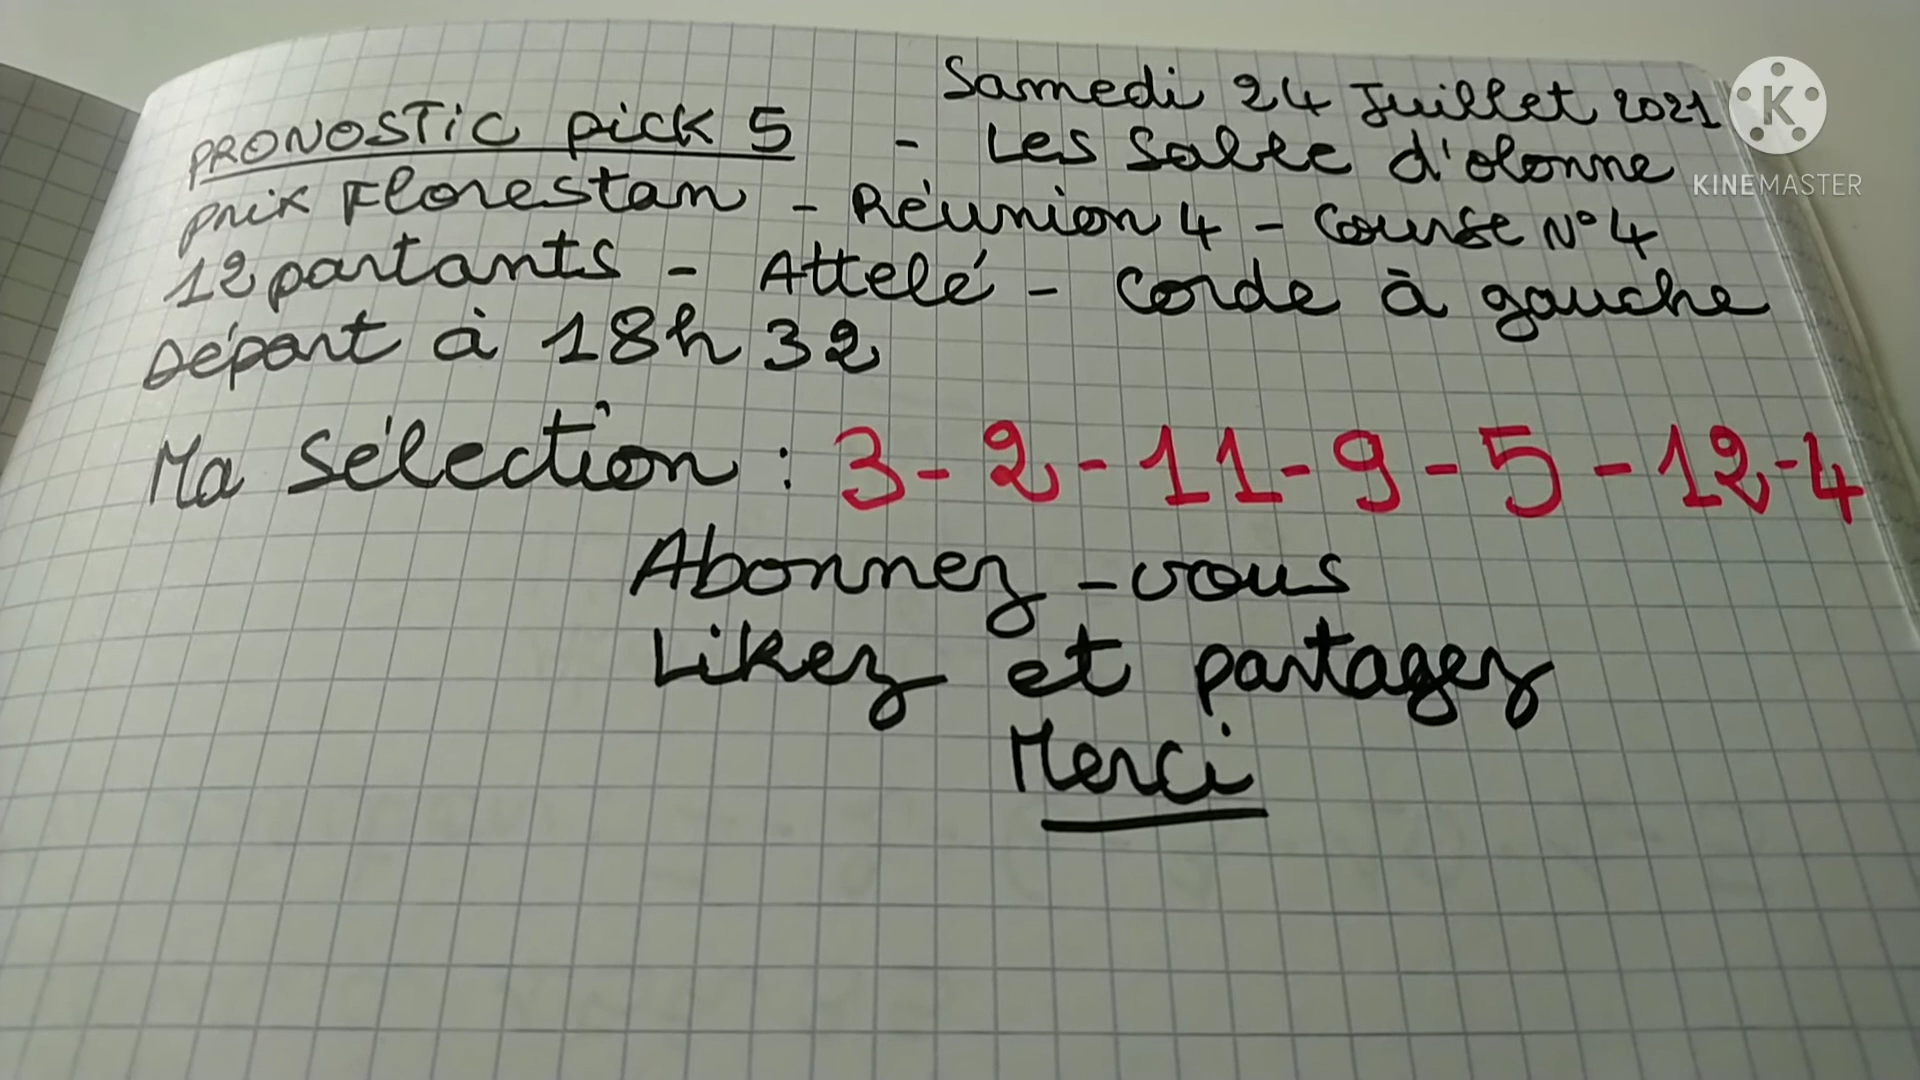 Samedi 24 Juillet 2021
PRONOSTIC pick 5 - Les Sable d'olonne
prix Florestan - Réunion 4 - Course N° 4
12 partants - Attelé - Corde à gauche
Départ à 18h32
Ma Sélection : 3 - 2 - 11 - 9 - 5 - 12 - 4
Abonnez-vous
Likez et partagez
Merci
K
KINEMASTER